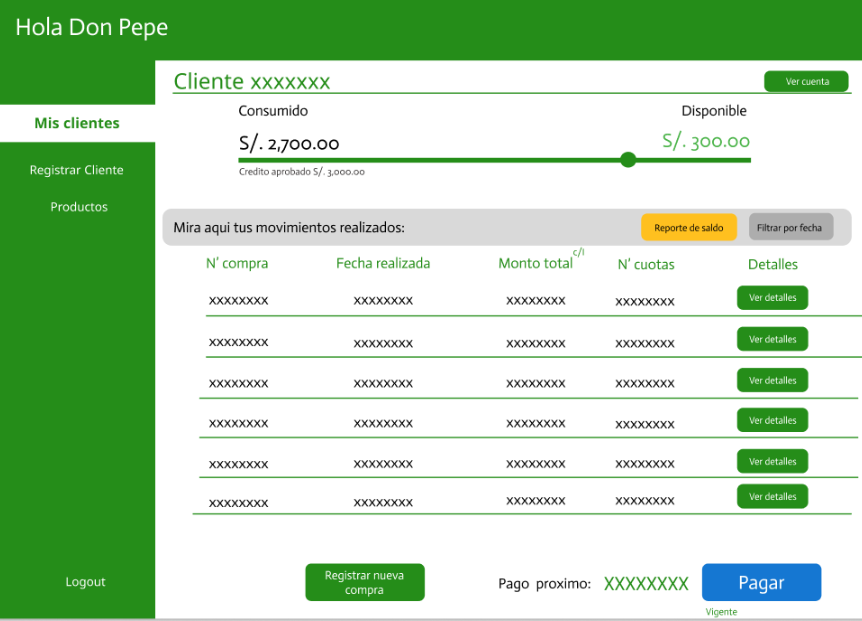 Hola Don Pepe
Mis clientes
Registrar Cliente
Productos
Logout
Cliente xxxxxxx
Ver cuenta
Consumido
Disponible
S/. 2,700.00
S/. 300.00
Credito aprobado S/. 3,000.00
Mira aqui tus movimientos realizados:
Reporte de saldo
Filtrar por fecha
N' compra Fecha realizada Monto total c/I N' cuotas Detalles
xxxxxxxx xxxxxxxx xxxxxxxx xxxxxxxx Ver detalles
xxxxxxxx xxxxxxxx xxxxxxxx xxxxxxxx Ver detalles
xxxxxxxx xxxxxxxx xxxxxxxx xxxxxxxx Ver detalles
xxxxxxxx xxxxxxxx xxxxxxxx xxxxxxxx Ver detalles
xxxxxxxx xxxxxxxx xxxxxxxx xxxxxxxx Ver detalles
xxxxxxxx xxxxxxxx xxxxxxxx xxxxxxxx Ver detalles
Registrar nueva
compra
Pago proximo: XXXXXXXX
Pagar
Vigente